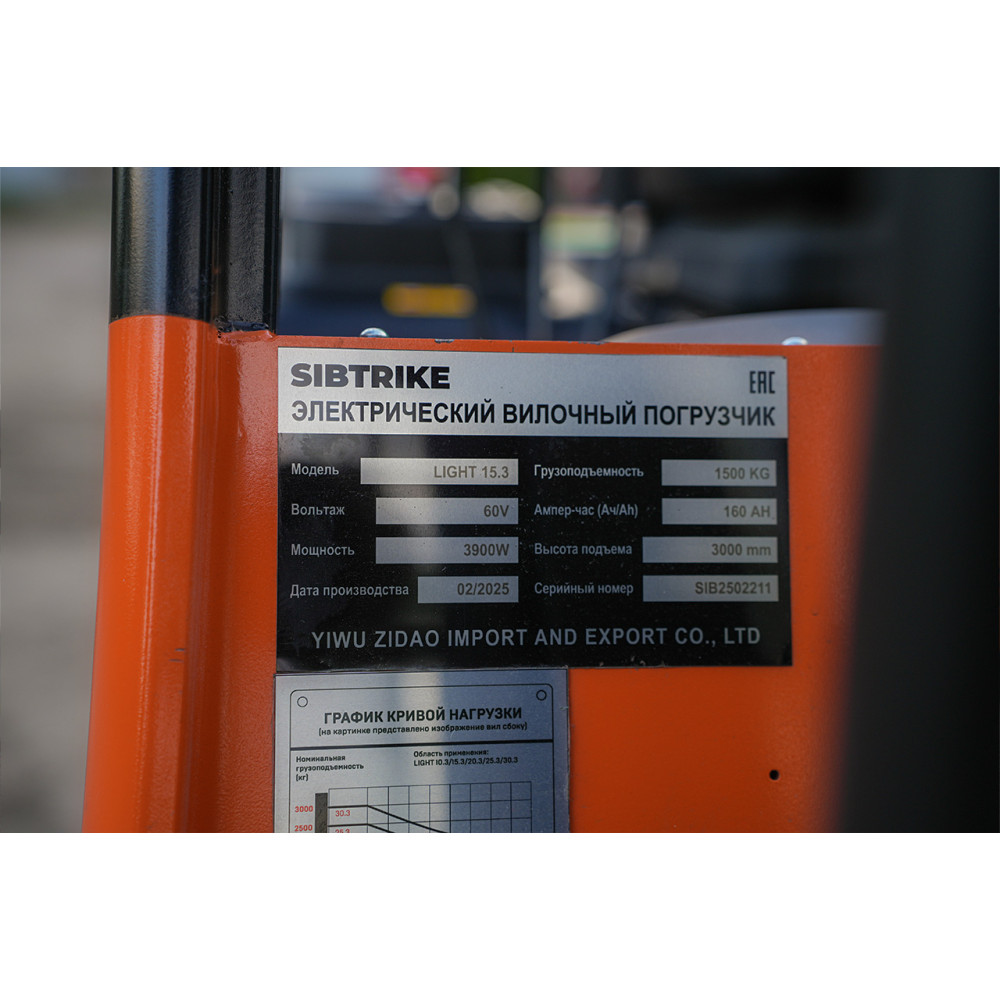 SIBTRIKE EAC
ЭЛЕКТРИЧЕСКИЙ ВИЛОЧНЫЙ ПОГРУЗЧИК
Модель LIGHT 15.3 Грузоподъемность 1500 KG
Вольтаж 60V Ампер-час (Ач/Ah) 160 AH
Мощность 3900W Высота подъема 3000 mm
Дата производства 02/2025 Серийный номер SIB2502211
YIWU ZIDAO IMPORT AND EXPORT CO., LTD
ГРАФИК КРИВОЙ НАГРУЗКИ
(на картинке представлено изображение вил сбоку)
Номинальная
грузоподъемность
(кг)
Область применения:
LIGHT 10.3/15.3/20.3/25.3/30.3
3000 30.3
2500 25.3